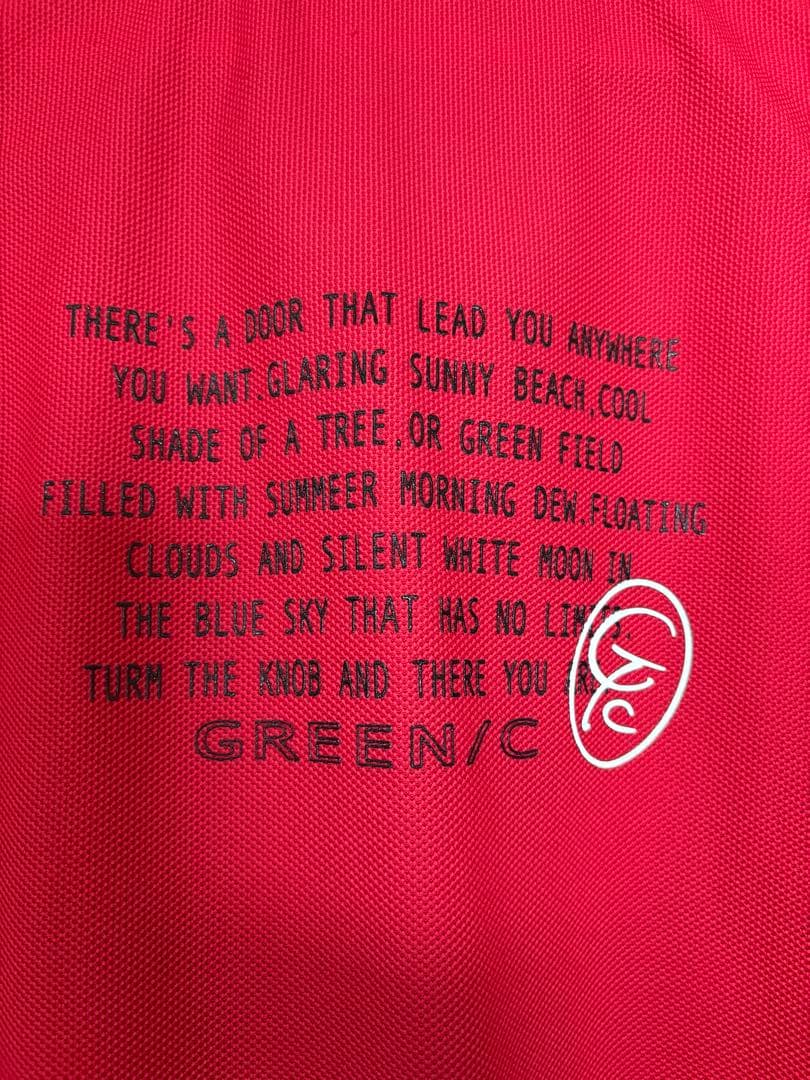 THERE'S A DOOR THAT LEAD YOU ANYWHERE
YOU WANT.GLARING SUNNY BEACH,COOL
SHADE OF A TREE,OR GREEN FIELD
FILLED WITH SUMMEER MORNING DEW.FLOATING
CLOUDS AND SILENT WHITE MOON IN
THE BLUE SKY THAT HAS NO LIMITS.
TURM THE KNOB AND THERE YOU ARE
GREEN/C